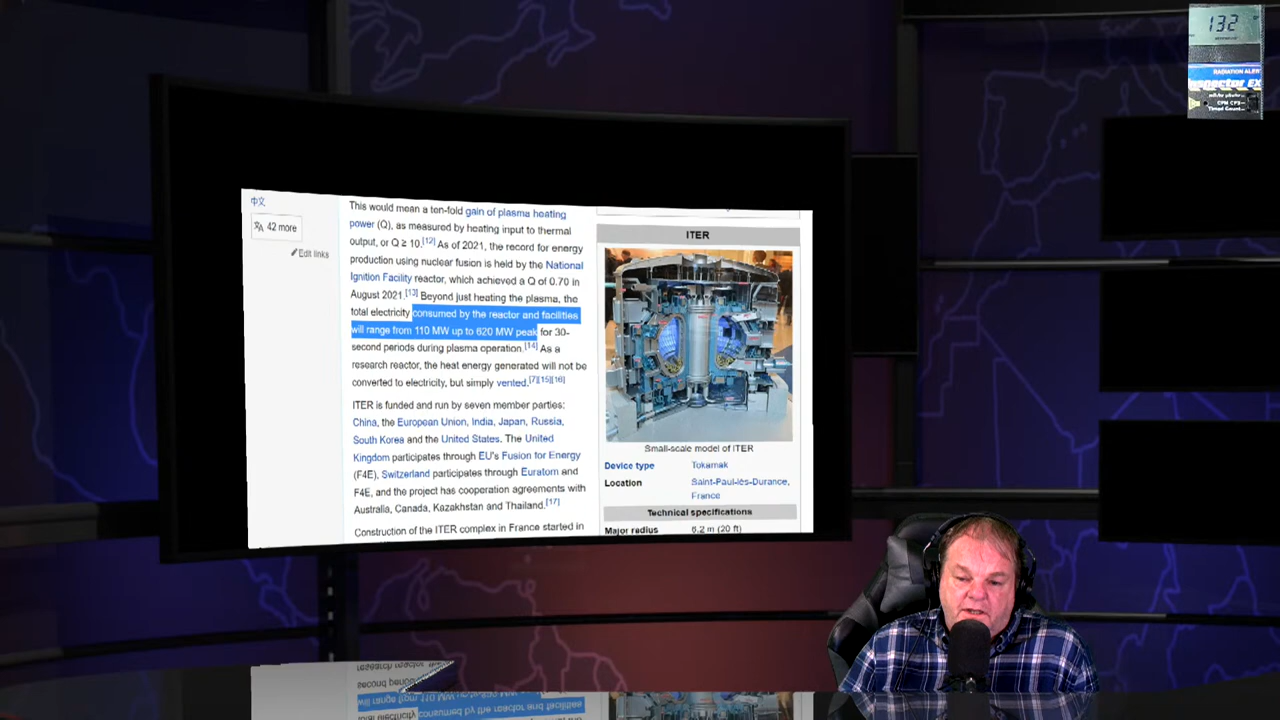 132
RADIATION ALERT
CPM CPS
Timed Count
中文
42 more
Edit links
This would mean a ten-fold gain of plasma heating
power (Q), as measured by heating input to thermal
output, or Q ≥ 10.[12] As of 2021, the record for energy
production using nuclear fusion is held by the National
Ignition Facility reactor, which achieved a Q of 0.70 in
August 2021.[13] Beyond just heating the plasma, the
total electricity consumed by the reactor and facilities
will range from 110 MW up to 620 MW peak for 30-
second periods during plasma operation.[14] As a
research reactor, the heat energy generated will not be
converted to electricity, but simply vented.[7][15][16]
ITER is funded and run by seven member parties:
China, the European Union, India, Japan, Russia,
South Korea and the United States. The United
Kingdom participates through EU's Fusion for Energy
(F4E), Switzerland participates through Euratom and
F4E, and the project has cooperation agreements with
Australia, Canada, Kazakhstan and Thailand.[17]
Construction of the ITER complex in France started in
ITER
Small-scale model of ITER
Device type Tokamak
Location Saint-Paul-lès-Durance,
France
Technical specifications
Major radius 6.2 m (20 ft)